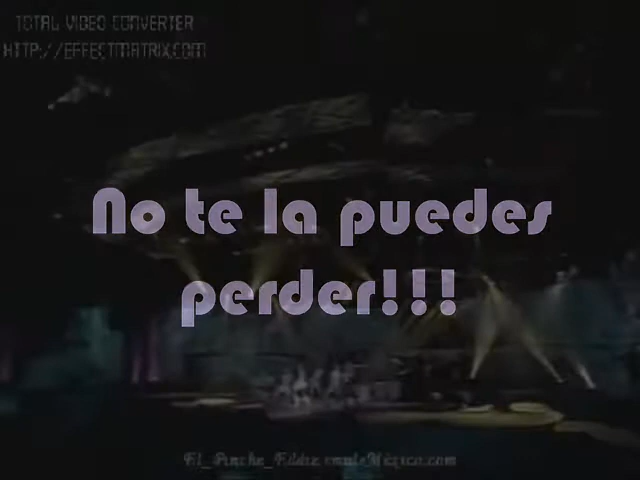 TOTAL VIDEO CONVERTER
HTTP://EFFECTMATRIX.COM
No te la puedes
perder!!!